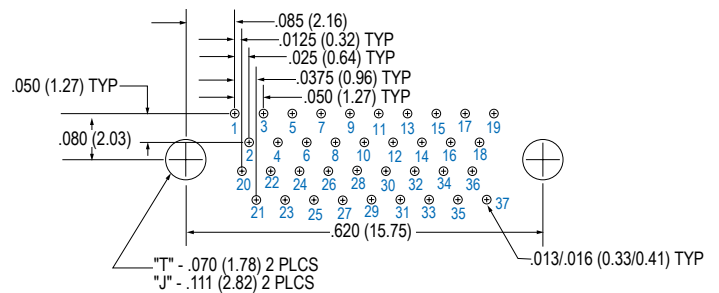 .085 (2.16)
.0125 (0.32) TYP
.025 (0.64) TYP
.0375 (0.96) TYP
.050 (1.27) TYP
.050 (1.27) TYP
.080 (2.03)
1 3 5 7 9 11 13 15 17 19
2 4 6 8 10 12 14 16 18
20 22 24 26 28 30 32 34 36
21 23 25 27 29 31 33 35 37
.620 (15.75)
.013/.016 (0.33/0.41) TYP
"T" - .070 (1.78) 2 PLCS
"J" - .111 (2.82) 2 PLCS